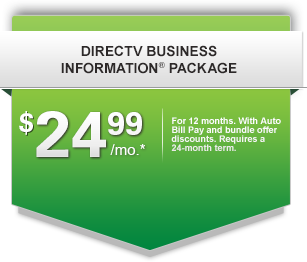 DIRECTV BUSINESS
INFORMATION® PACKAGE
$24.99
/mo.*
For 12 months. With Auto
Bill Pay and bundle offer
discounts. Requires a
24-month term.